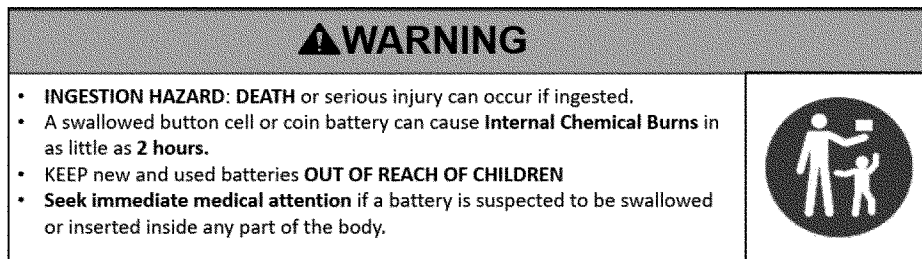 WARNING
• INGESTION HAZARD: DEATH or serious injury can occur if ingested.
• A swallowed button cell or coin battery can cause Internal Chemical Burns in
as little as 2 hours.
• KEEP new and used batteries OUT OF REACH OF CHILDREN
• Seek immediate medical attention if a battery is suspected to be swallowed
or inserted inside any part of the body.